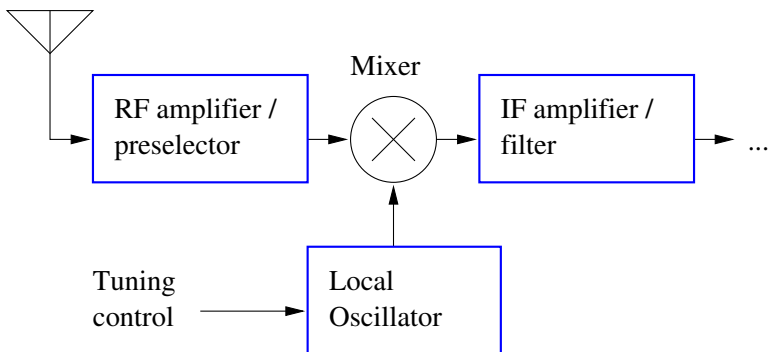 Mixer
RF amplifier /
preselector
IF amplifier /
filter
...
Tuning
control
Local
Oscillator